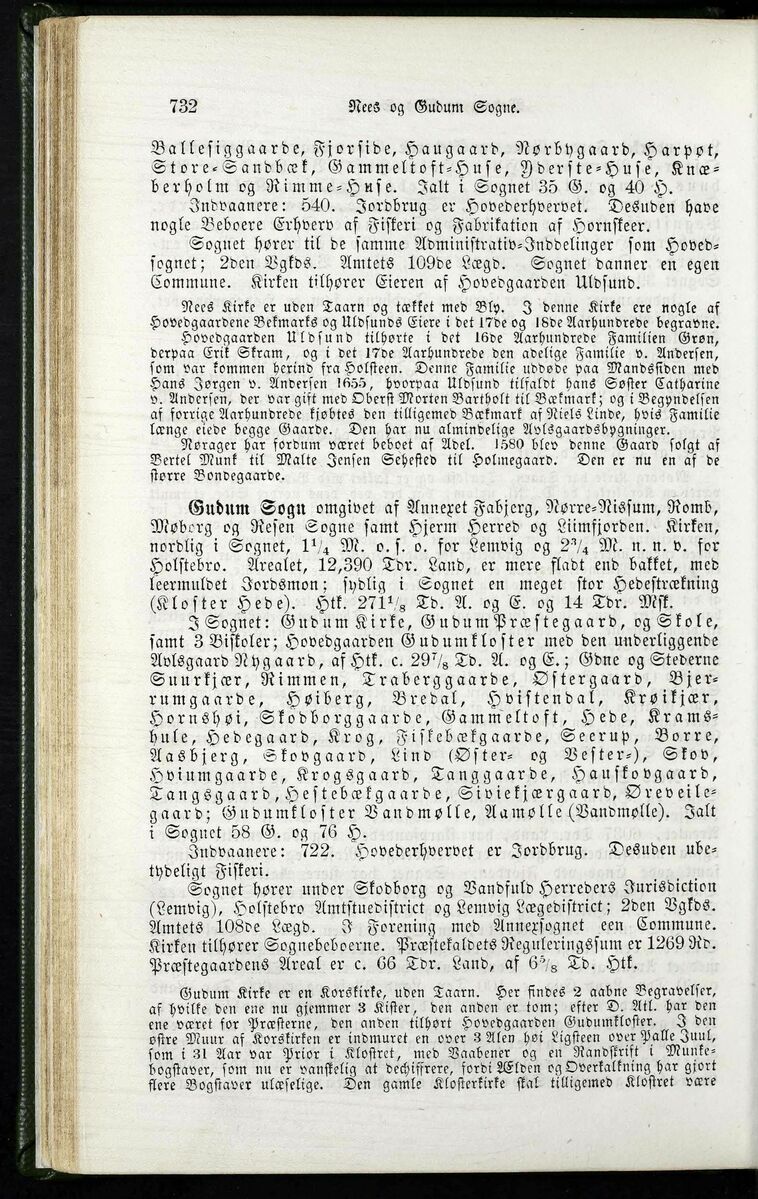 732 Nees og Gudum Sogne.
Ballesiggaarde, Fjorside, Haugaard, Nørbygaard, Harpøt,
Store-Sandbæk, Gammeltoft-Huse, Yderste-Huse, Knæ-
berholm og Rimme-Huse. Ialt i Sognet 35 G. og 40 H.
Indvaanere: 540. Jordbrug er Hovederhvervet. Desuden have
nogle Beboere Erhverv af Fiskeri og Fabrikation af Hornskeer.
Sognet hører til de samme Administrativ-Inddelinger som Hoved-
sognet; 2den Vgkds. Amtets 109de Lægd. Sognet danner en egen
Commune. Kirken tilhører Eieren af Hovedgaarden Uldsund.
Nees Kirke er uden Taarn og tækket med Bly. I denne Kirke ere nogle af
Hovedgaardene Bekmarks og Uldsunds Eiere i det 17de og 18de Aarhundrede begravne.
Hovedgaarden Uldsund tilhørte i det 16de Aarhundrede Familien Grøn,
derpaa Erik Skram, og i det 17de Aarhundrede den adelige Familie v. Andersen,
som var kommen herind fra Holsteen. Denne Familie uddøde paa Mandssiden med
Hans Jørgen v. Andersen 1655, hvorpaa Uldsund tilfaldt hans Søster Catharine
v. Andersen, der var gift med Oberst Morten Bartholt til Bækmark; og i Begyndelsen
af forrige Aarhundrede kjøbtes den tilligemed Bækmark af Niels Linde, hvis Familie
længe eiede begge Gaarde. Den har nu almindelige Avlsgaardsbygninger.
Nørager har fordum været beboet af Adel. 1580 blev denne Gaard solgt af
Bertel Munk til Malte Jensen Sehested til Holmegaard. Den er nu en af de
større Bondegaarde.
Gudum Sogn omgivet af Annexet Fabjerg, Nørre-Nissum, Romb,
Møborg og Resen Sogne samt Hjerm Herred og Liimfjorden. Kirken,
nordlig i Sognet, 1¹/₄ M. o. s. o. for Lemvig og 2³/₄ M. n. n. v. for
Holstebro. Arealet, 12,390 Tdr. Land, er mere fladt end bakket, med
leermuldet Jordsmon; sydlig i Sognet en meget stor Hedestrækning
(Kloster Hede). Htk. 271¹/₈ Td. A. og E. og 14 Tdr. Msk.
I Sognet: Gudum Kirke, Gudum Præstegaard, og Skole,
samt 3 Biskoler; Hovedgaarden Gudumkloster med den underliggende
Avlsgaard Nygaard, af Htk. c. 29⁷/₈ Td. A. og E.; Gdne og Stederne
Suurkjær, Rimmen, Traberggaarde, Østergaard, Bjer-
rumgaarde, Høiberg, Bredal, Hvistendal, Krøikjær,
Hornshøi, Skodborggaarde, Gammeltoft, Hede, Krams-
hule, Hedegaard, Krog, Fiskebækgaarde, Seerup, Borre,
Aasbjerg, Skovgaard, Lind (Øster- og Vester-), Skov,
Hviumgaarde, Krogsgaard, Tanggaarde, Hauskovgaard,
Tangsgaard, Hestebækgaarde, Siviekjærgaard, Øreveile-
gaard; Gudumkloster Vandmølle, Aamølle (Vandmølle). Ialt
i Sognet 58 G. og 76 H.
Indvaanere: 722. Hovederhvervet er Jordbrug. Desuden ube-
tydeligt Fiskeri.
Sognet hører under Skodborg og Vandfuld Herreders Jurisdiction
(Lemvig), Holstebro Amtstuedistrict og Lemvig Lægedistrict; 2den Vgkds.
Amtets 108de Lægd. I Forening med Annexsognet een Commune.
Kirken tilhører Sognebeboerne. Præstekaldets Reguleringssum er 1269 Rd.
Præstegaardens Areal er c. 66 Tdr. Land, af 6⁵/₈ Td. Htk.
Gudum Kirke er en Korskirke, uden Taarn. Her findes 2 aabne Begravelser,
af hvilke den ene nu gjemmer 3 Kister, den anden er tom; efter D. Atl. har den
ene været for Præsterne, den anden tilhørt Hovedgaarden Gudumkloster. I den
østre Muur af Korskirken er indmuret en over 3 Alen høi Ligsteen over Palle Juul,
som i 31 Aar var Prior i Klostret, med Vaabener og en Randskrift i Munke-
bogstaver, som nu er vanskelig at dechiffrere, fordi Ælden og Overkalkning har gjort
flere Bogstaver ulæselige. Den gamle Klosterkirke skal tilligemed Klostret være